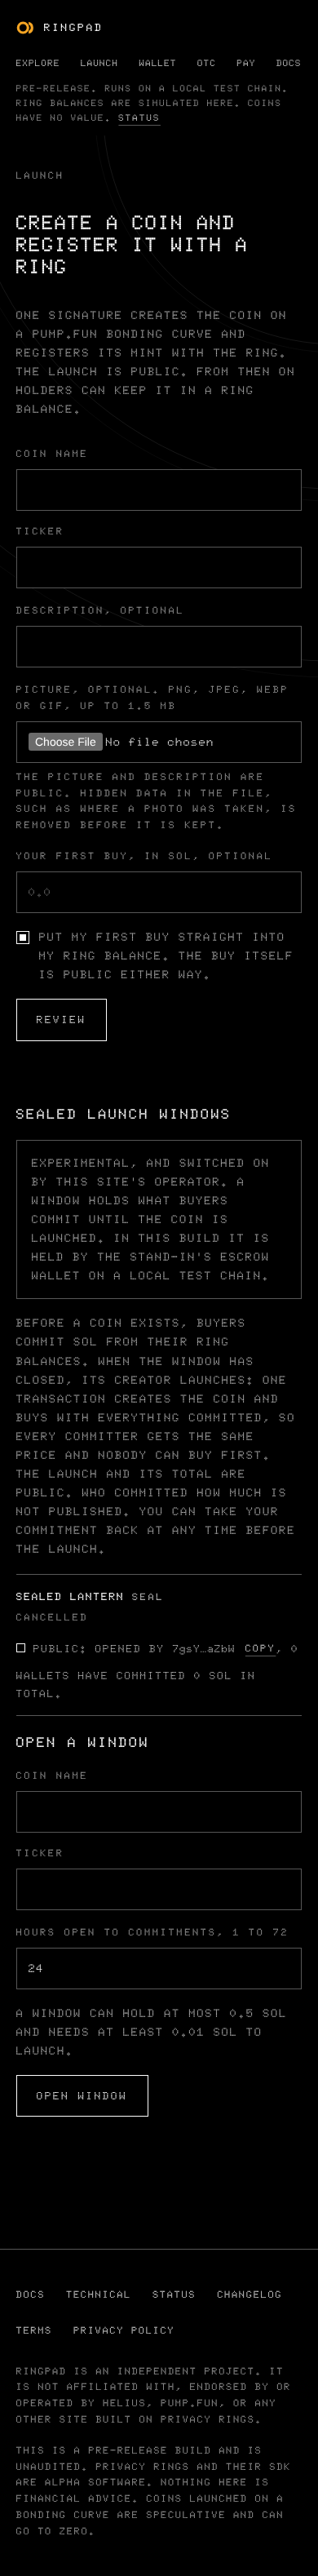 RINGPAD
EXPLORE LAUNCH WALLET OTC PAY DOCS
PRE-RELEASE. RUNS ON A LOCAL TEST CHAIN.
RING BALANCES ARE SIMULATED HERE. COINS
HAVE NO VALUE. STATUS
LAUNCH
CREATE A COIN AND
REGISTER IT WITH A
RING
ONE SIGNATURE CREATES THE COIN ON
A PUMP.FUN BONDING CURVE AND
REGISTERS ITS MINT WITH THE RING.
THE LAUNCH IS PUBLIC. FROM THEN ON
HOLDERS CAN KEEP IT IN A RING
BALANCE.
COIN NAME
TICKER
DESCRIPTION, OPTIONAL
PICTURE, OPTIONAL. PNG, JPEG, WEBP
OR GIF, UP TO 1.5 MB
Choose File No file chosen
THE PICTURE AND DESCRIPTION ARE
PUBLIC. HIDDEN DATA IN THE FILE,
SUCH AS WHERE A PHOTO WAS TAKEN, IS
REMOVED BEFORE IT IS KEPT.
YOUR FIRST BUY, IN SOL, OPTIONAL
0.0
PUT MY FIRST BUY STRAIGHT INTO
MY RING BALANCE. THE BUY ITSELF
IS PUBLIC EITHER WAY.
REVIEW
SEALED LAUNCH WINDOWS
EXPERIMENTAL, AND SWITCHED ON
BY THIS SITE'S OPERATOR. A
WINDOW HOLDS WHAT BUYERS
COMMIT UNTIL THE COIN IS
LAUNCHED. IN THIS BUILD IT IS
HELD BY THE STAND-IN'S ESCROW
WALLET ON A LOCAL TEST CHAIN.
BEFORE A COIN EXISTS, BUYERS
COMMIT SOL FROM THEIR RING
BALANCES. WHEN THE WINDOW HAS
CLOSED, ITS CREATOR LAUNCHES: ONE
TRANSACTION CREATES THE COIN AND
BUYS WITH EVERYTHING COMMITTED, SO
EVERY COMMITTER GETS THE SAME
PRICE AND NOBODY CAN BUY FIRST.
THE LAUNCH AND ITS TOTAL ARE
PUBLIC. WHO COMMITTED HOW MUCH IS
NOT PUBLISHED. YOU CAN TAKE YOUR
COMMITMENT BACK AT ANY TIME BEFORE
THE LAUNCH.
SEALED LANTERN SEAL
CANCELLED
PUBLIC: OPENED BY 7gsY…aZbW COPY, 0
WALLETS HAVE COMMITTED 0 SOL IN
TOTAL.
OPEN A WINDOW
COIN NAME
TICKER
HOURS OPEN TO COMMITMENTS, 1 TO 72
24
A WINDOW CAN HOLD AT MOST 0.5 SOL
AND NEEDS AT LEAST 0.01 SOL TO
LAUNCH.
OPEN WINDOW
DOCS TECHNICAL STATUS CHANGELOG
TERMS PRIVACY POLICY
RINGPAD IS AN INDEPENDENT PROJECT. IT
IS NOT AFFILIATED WITH, ENDORSED BY OR
OPERATED BY HELIUS, PUMP.FUN, OR ANY
OTHER SITE BUILT ON PRIVACY RINGS.
THIS IS A PRE-RELEASE BUILD AND IS
UNAUDITED. PRIVACY RINGS AND THEIR SDK
ARE ALPHA SOFTWARE. NOTHING HERE IS
FINANCIAL ADVICE. COINS LAUNCHED ON A
BONDING CURVE ARE SPECULATIVE AND CAN
GO TO ZERO.